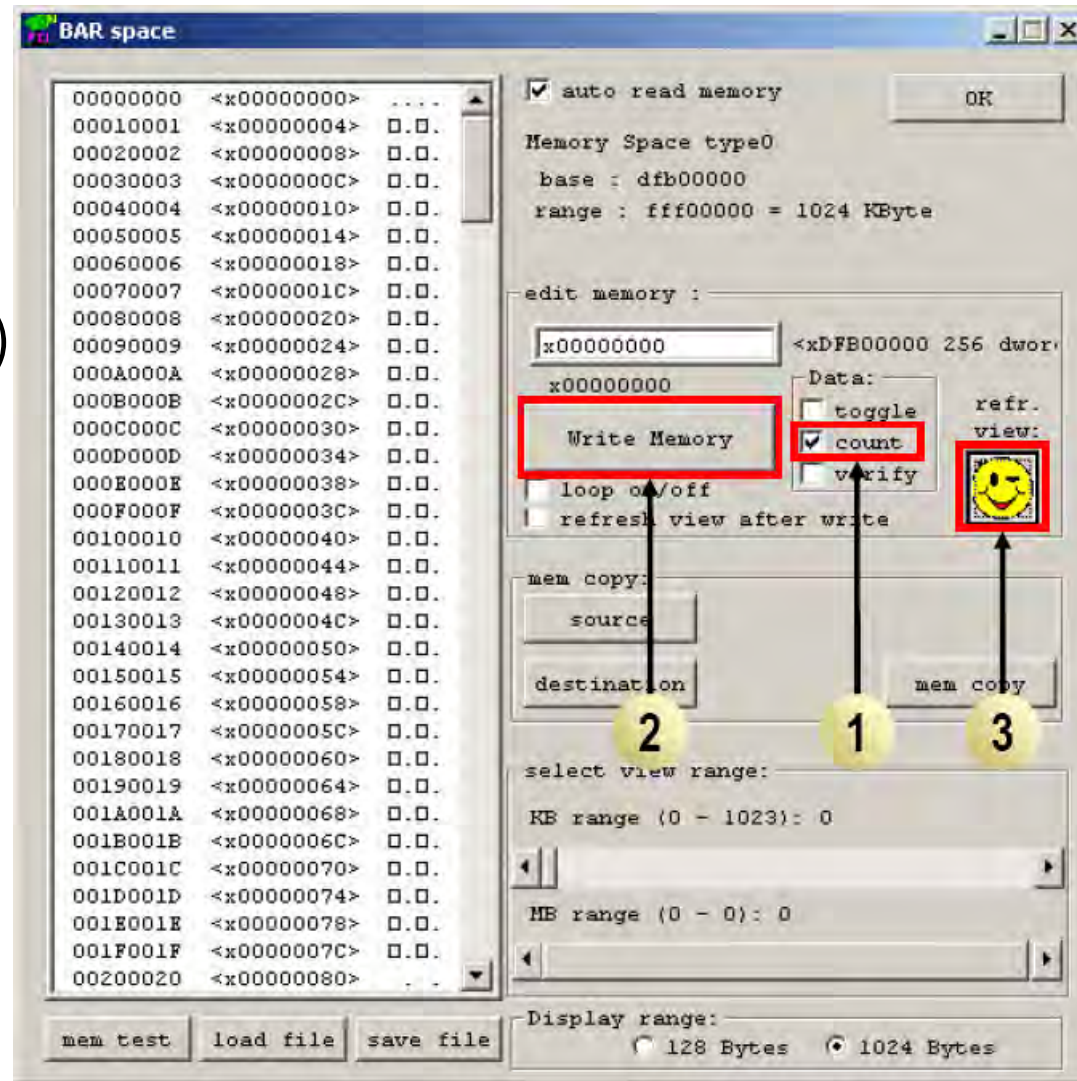 BAR space
00000000 <x00000000> ....
00010001 <x00000004> □.□.
00020002 <x00000008> □.□.
00030003 <x0000000C> □.□.
00040004 <x00000010> □.□.
00050005 <x00000014> □.□.
00060006 <x00000018> □.□.
00070007 <x0000001C> □.□.
00080008 <x00000020> □.□.
00090009 <x00000024> □.□.
000A000A <x00000028> □.□.
000B000B <x0000002C> □.□.
000C000C <x00000030> □.□.
000D000D <x00000034> □.□.
000E000E <x00000038> □.□.
000F000F <x0000003C> □.□.
00100010 <x00000040> □.□.
00110011 <x00000044> □.□.
00120012 <x00000048> □.□.
00130013 <x0000004C> □.□.
00140014 <x00000050> □.□.
00150015 <x00000054> □.□.
00160016 <x00000058> □.□.
00170017 <x0000005C> □.□.
00180018 <x00000060> □.□.
00190019 <x00000064> □.□.
001A001A <x00000068> □.□.
001B001B <x0000006C> □.□.
001C001C <x00000070> □.□.
001D001D <x00000074> □.□.
001E001E <x00000078> □.□.
001F001F <x0000007C> □.□.
00200020 <x00000080> . .
mem test load file save file
auto read memory
OK
Memory Space type0
base : dfb00000
range : fff00000 = 1024 KByte
edit memory :
x00000000 <xDFB00000 256 dwor
x00000000
Data:
toggle
count
verify
refr.
view:
Write Memory
loop on/off
refresh view after write
mem copy:
source
destination
mem copy
2 1 3
select view range:
KB range (0 - 1023): 0
MB range (0 - 0): 0
Display range:
128 Bytes 1024 Bytes
)